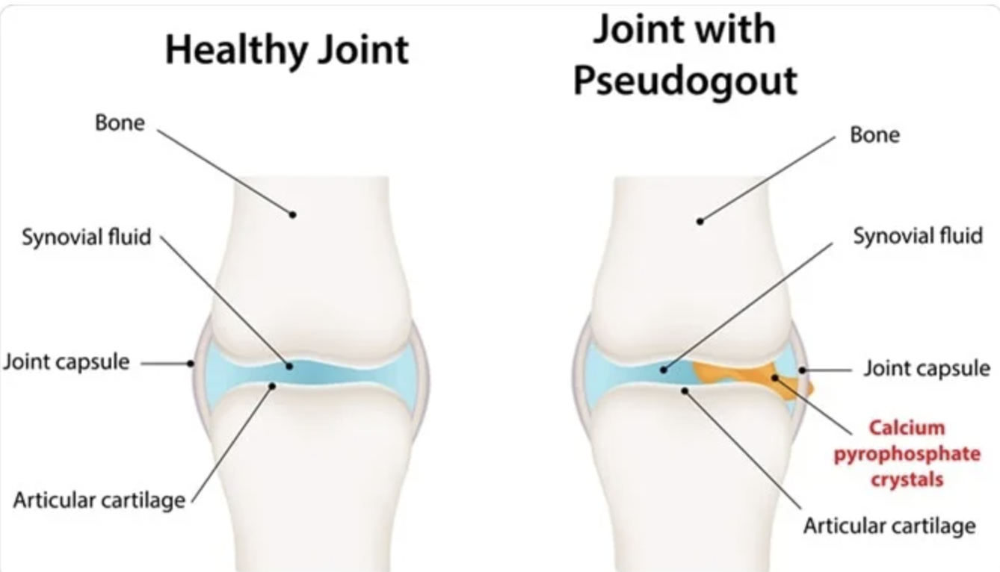 Healthy Joint
Bone
Synovial fluid
Joint capsule
Articular cartilage
Joint with
Pseudogout
Bone
Synovial fluid
Joint capsule
Calcium
pyrophosphate
crystals
Articular cartilage